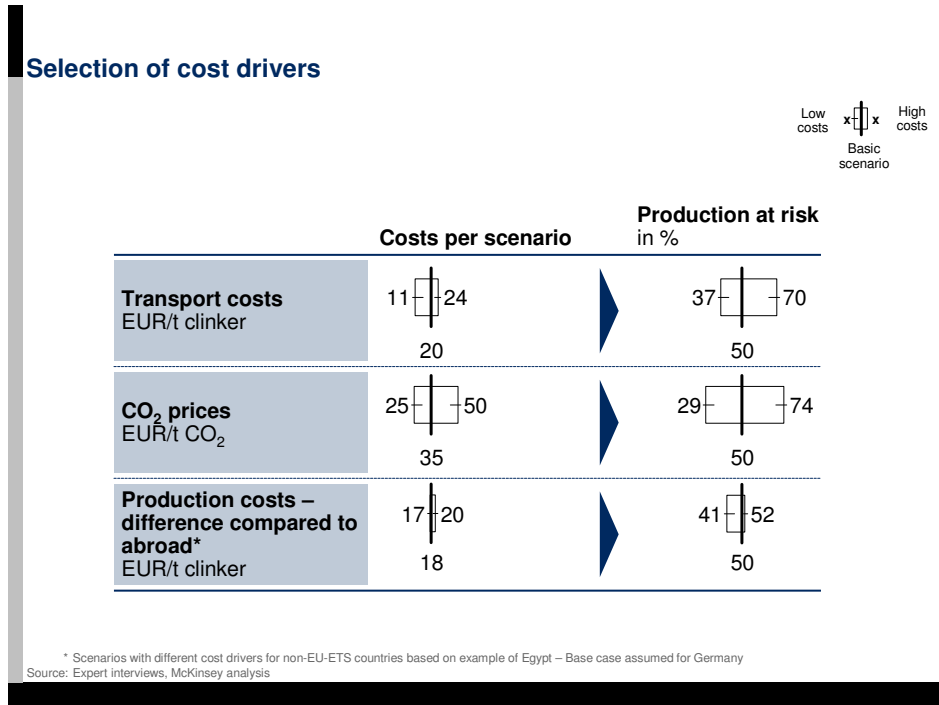 Selection of cost drivers
Low costs
x x
High costs
Basic scenario
Costs per scenario
Production at risk
in %
Transport costs
EUR/t clinker
11 24
20
37 70
50
CO₂ prices
EUR/t CO₂
25 50
35
29 74
50
Production costs –
difference compared to
abroad*
EUR/t clinker
17 20
18
41 52
50
* Scenarios with different cost drivers for non-EU-ETS countries based on example of Egypt – Base case assumed for Germany
Source: Expert interviews, McKinsey analysis